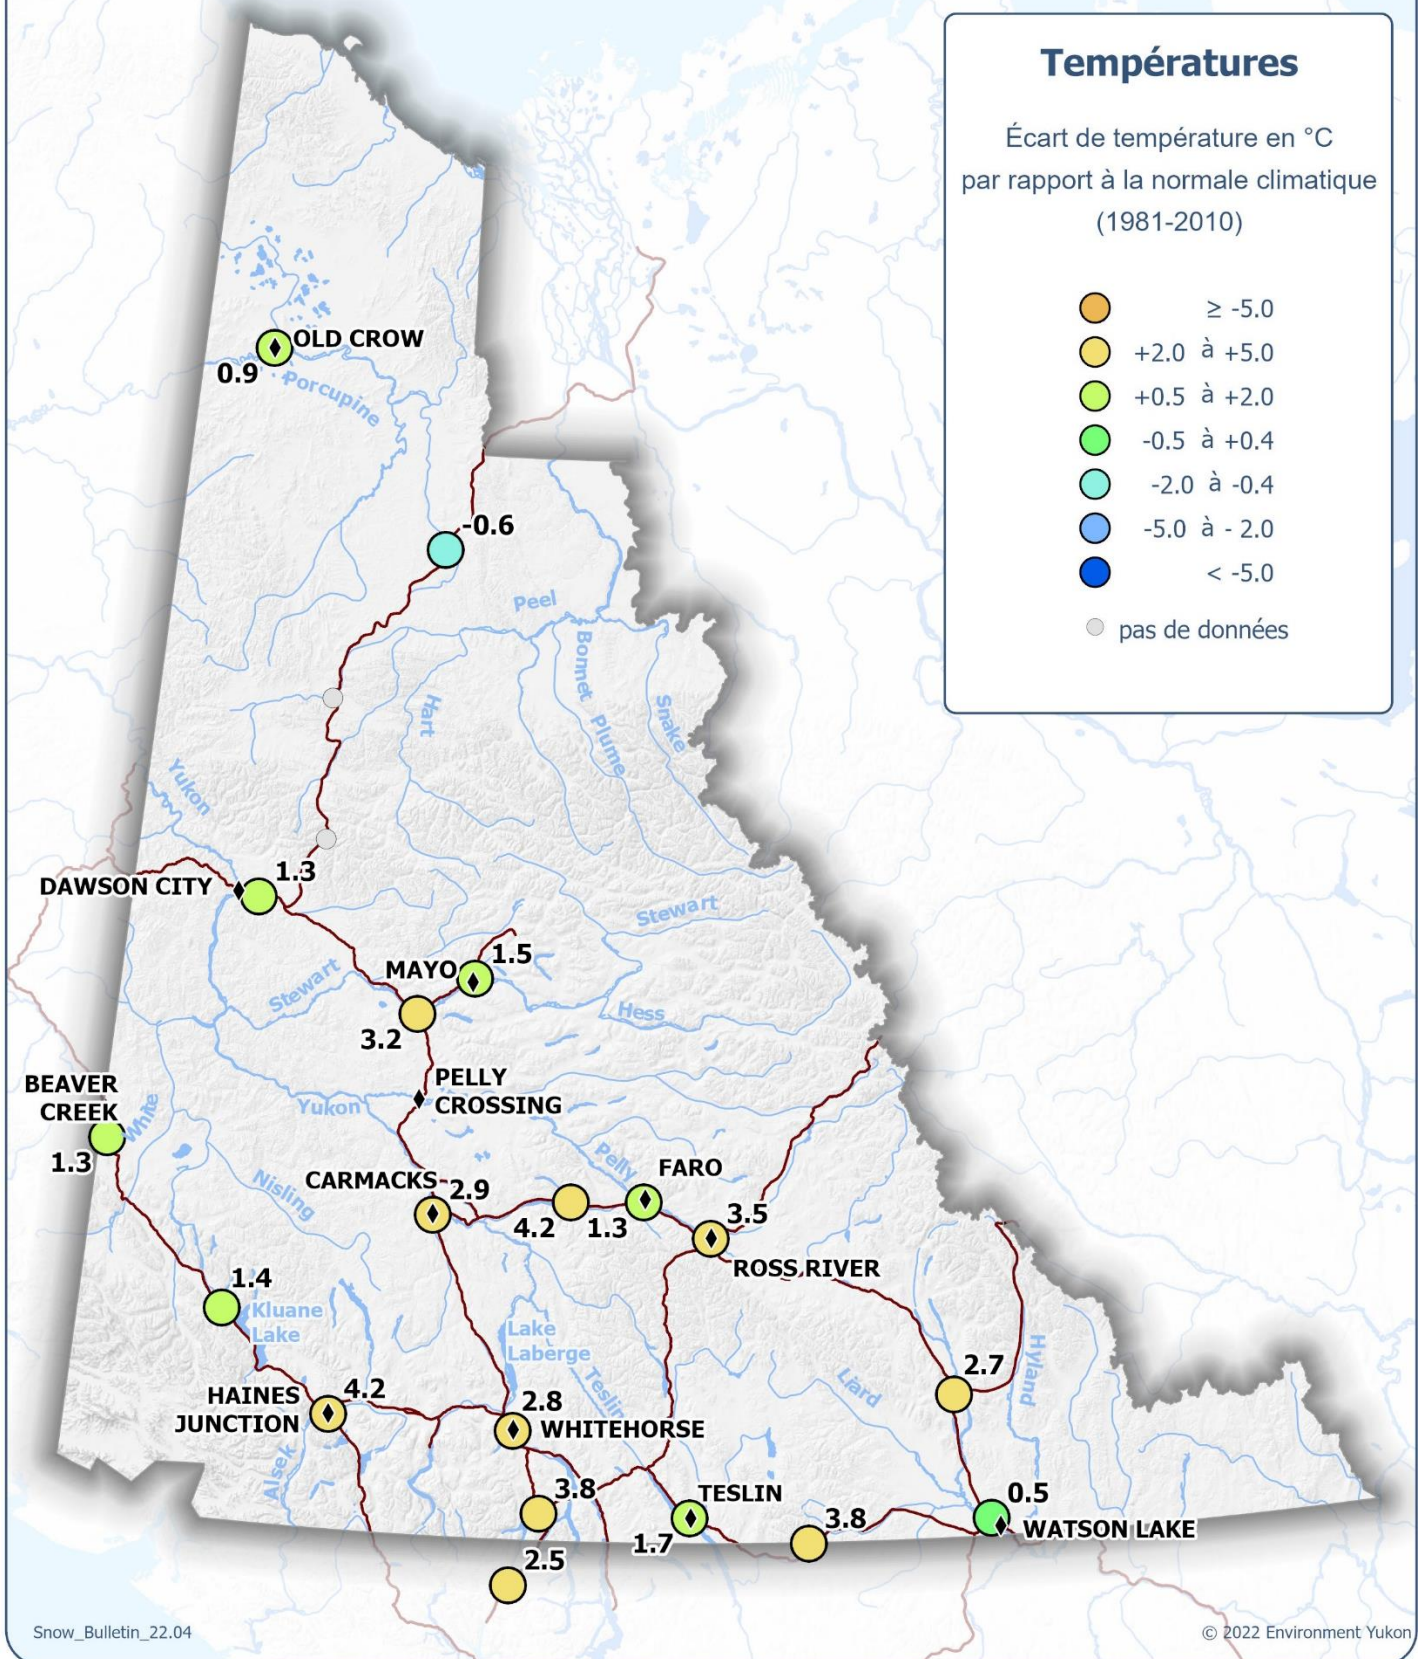 Températures
Écart de température en °C
par rapport à la normale climatique
(1981-2010)
≥ -5.0
+2.0 à +5.0
+0.5 à +2.0
-0.5 à +0.4
-2.0 à -0.4
-5.0 à - 2.0
< -5.0
pas de données
OLD CROW
0.9
Porcupine
-0.6
Peel
Bonnet Plume
Snake
Hart
Yukon
1.3
DAWSON CITY
Stewart
1.5
MAYO
Stewart
3.2
Hess
BEAVER
CREEK
1.3
White
PELLY
CROSSING
Yukon
Pelly
FARO
CARMACKS
2.9
Nisling
4.2
1.3
3.5
ROSS RIVER
1.4
Kluane
Lake
Lake
Laberge
Teslin
Liard
Hyland
2.7
HAINES
JUNCTION
4.2
2.8
WHITEHORSE
Alsek
3.8
TESLIN
1.7
3.8
0.5
WATSON LAKE
2.5
Snow_Bulletin_22.04
© 2022 Environment Yukon